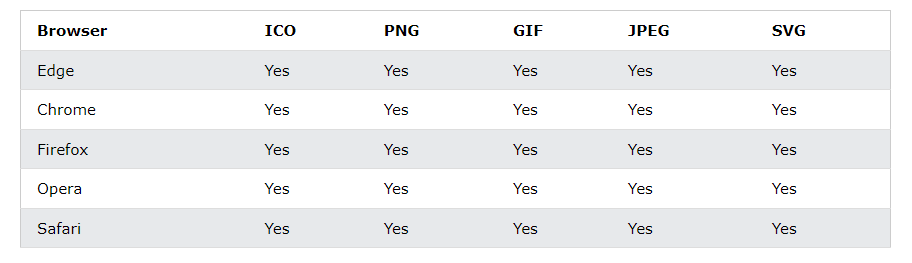 Browser ICO PNG GIF JPEG SVG
Edge Yes Yes Yes Yes Yes
Chrome Yes Yes Yes Yes Yes
Firefox Yes Yes Yes Yes Yes
Opera Yes Yes Yes Yes Yes
Safari Yes Yes Yes Yes Yes